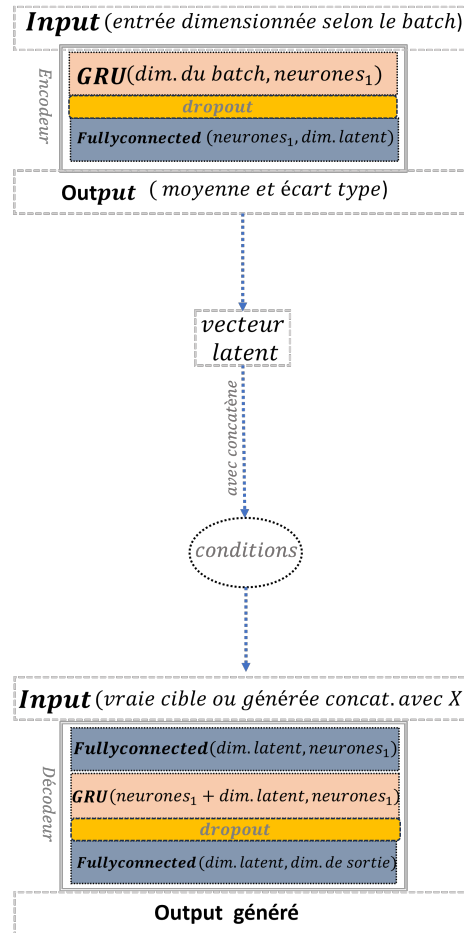 Input (entrée dimensionnée selon le batch)
Encodeur
GRU(dim. du batch, neurones₁)
dropout
Fullyconnected (neurones₁, dim. latent)
Output ( moyenne et écart type)
vecteur
latent
avec concatène
conditions
Input (vraie cible ou générée concat. avec X
Décodeur
Fullyconnected(dim. latent, neurones₁)
GRU(neurones₁ + dim. latent, neurones₁)
dropout
Fullyconnected(dim. latent, dim. de sortie)
Output généré